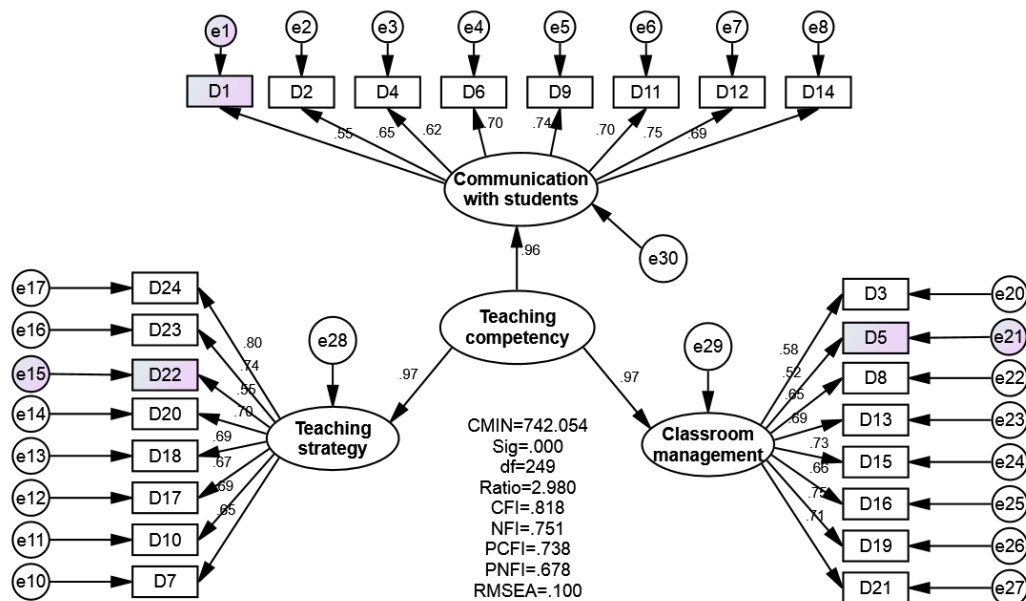 e1 e2 e3 e4 e5 e6 e7 e8
D1 D2 D4 D6 D9 D11 D12 D14
.55 .65 .62 .70 .74 .70 .75 .69
Communication
with students
.96
e30
Teaching
competency
.97
.97
e28
e29
e17 D24
e16 D23
e15 D22
e14 D20
e13 D18
e12 D17
e11 D10
e10 D7
.80
.74
.55
.70
.69
.67
.69
.65
Teaching
strategy
CMIN=742.054
Sig=.000
df=249
Ratio=2.980
CFI=.818
NFI=.751
PCFI=.738
PNFI=.678
RMSEA=.100
Classroom
management
.58
.52
.65
.69
.73
.66
.75
.71
D3 e20
D5 e21
D8 e22
D13 e23
D15 e24
D16 e25
D19 e26
D21 e27